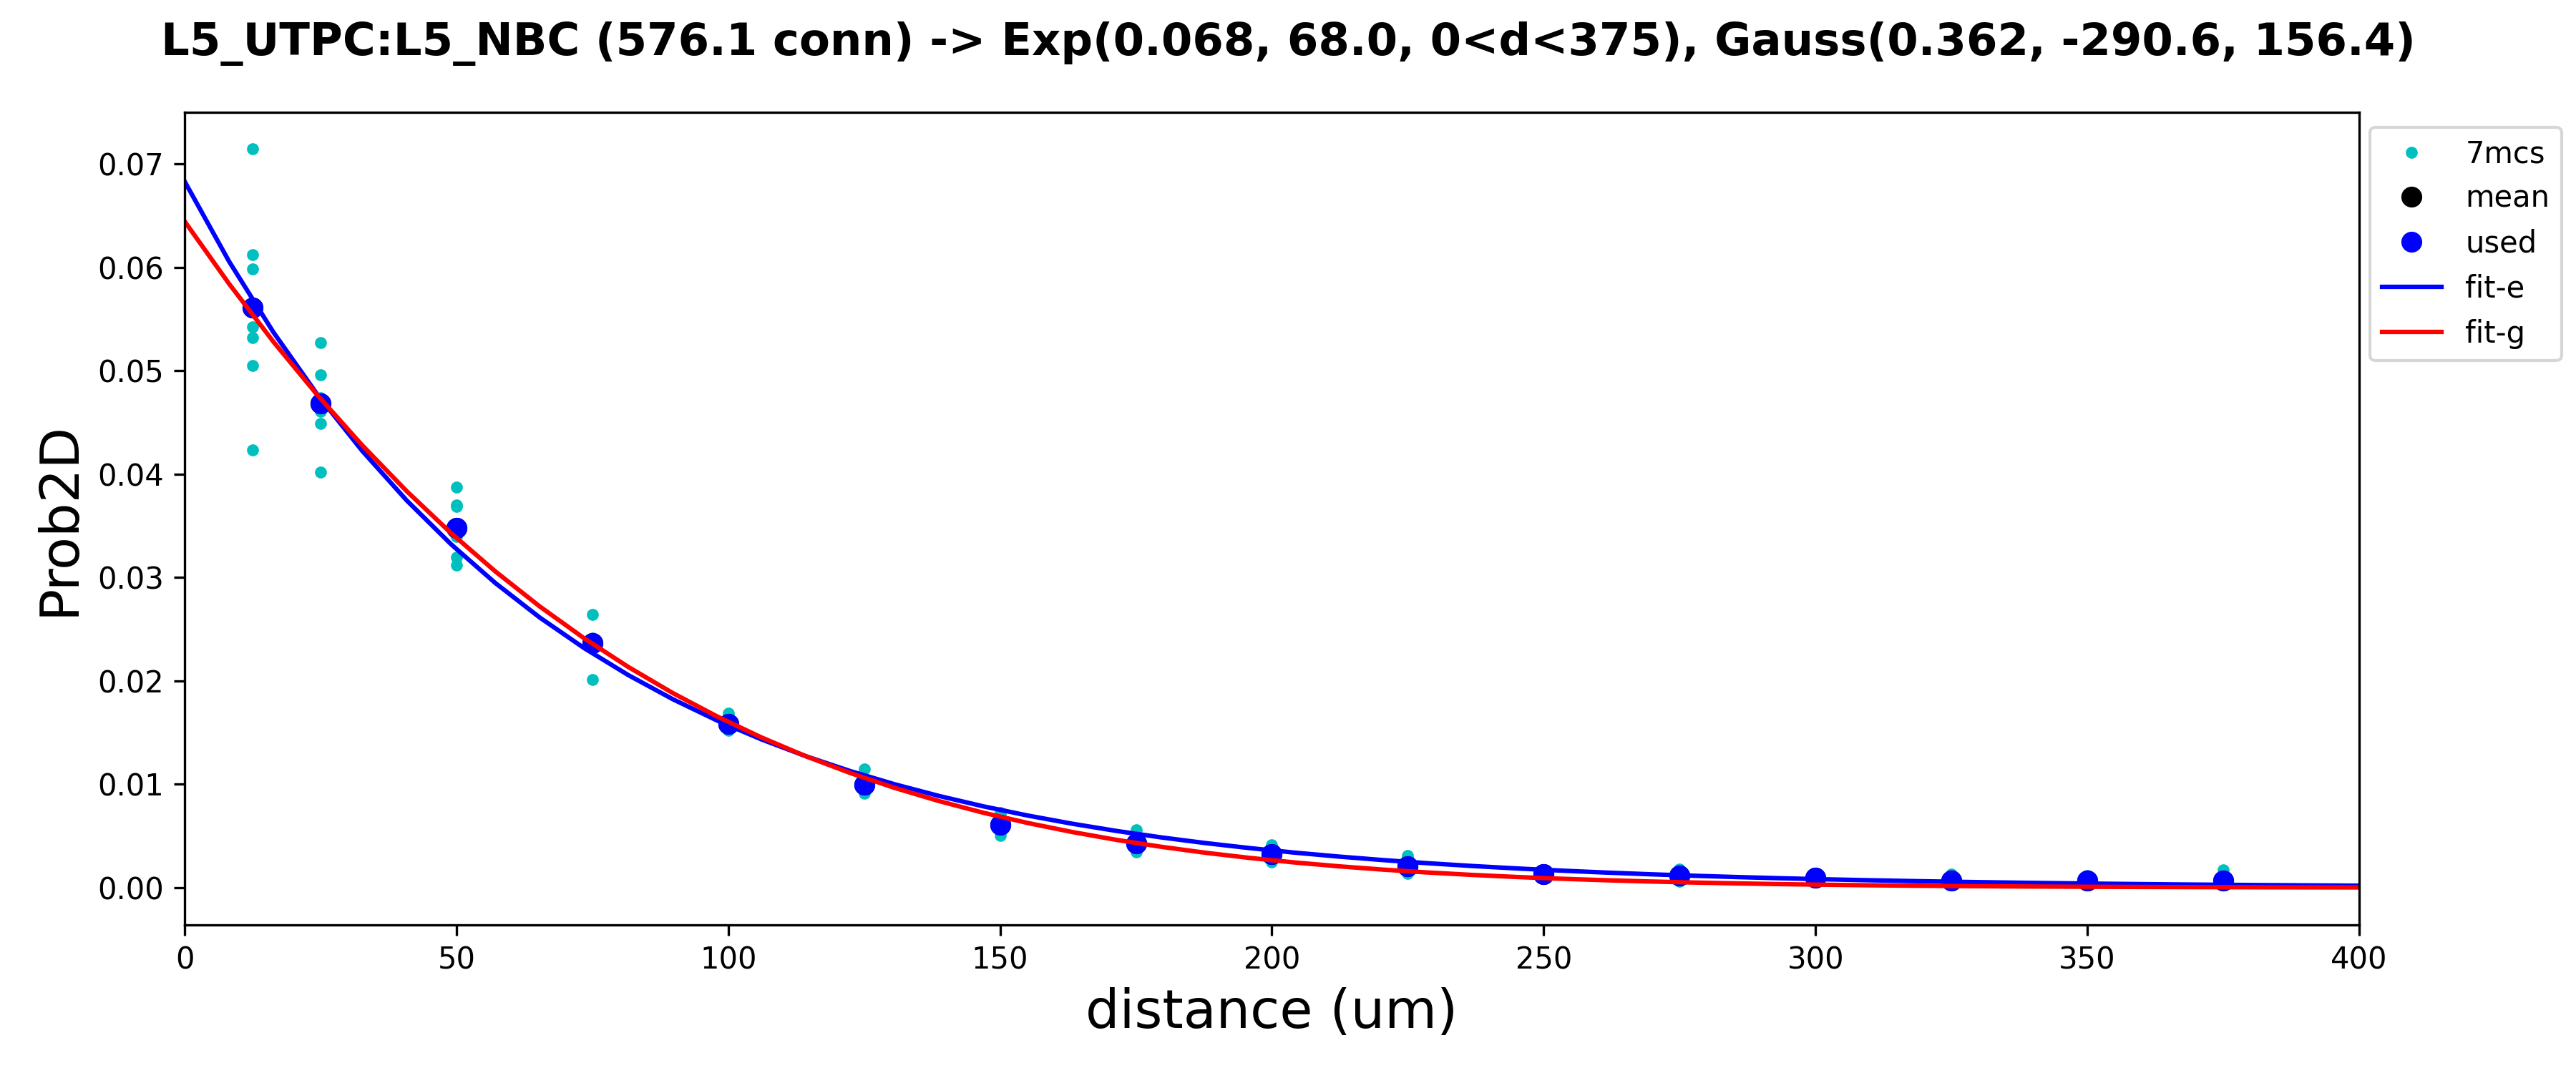 L5_UTPC:L5_NBC (576.1 conn) -> Exp(0.068, 68.0, 0<d<375), Gauss(0.362, -290.6, 156.4)
7mcs
mean
used
fit-e
fit-g
Prob2D
0.07
0.06
0.05
0.04
0.03
0.02
0.01
0.00
0 50 100 150 200 250 300 350 400
distance (um)